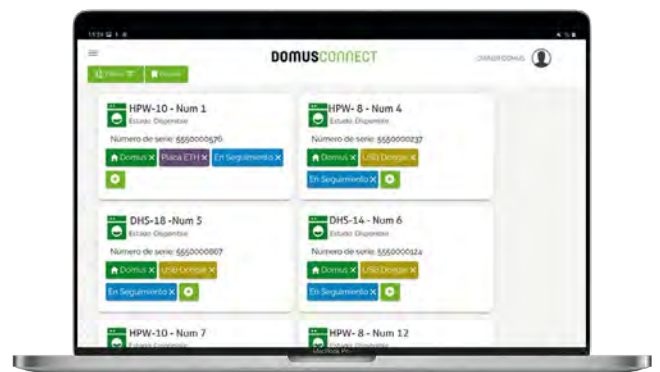 DOMUSCONNECT
HPW-10 - Num 1
Estado: Disponible
Número de serie: 5550000576
Domus ×
Placa ETH ×
En Seguimiento ×
HPW- 8 - Num 4
Estado: Disponible
Número de serie: 5550000237
Domus ×
USB Dongle ×
En Seguimiento ×
DHS-18 -Num 5
Estado: Disponible
Número de serie: 5550000867
Domus ×
USB Dongle ×
En Seguimiento ×
DHS-14 - Num 6
Estado: Disponible
Número de serie: 5550000124
Domus ×
USB Dongle ×
En Seguimiento ×
HPW-10 - Num 7
HPW- 8 - Num 12
MacBook Pro